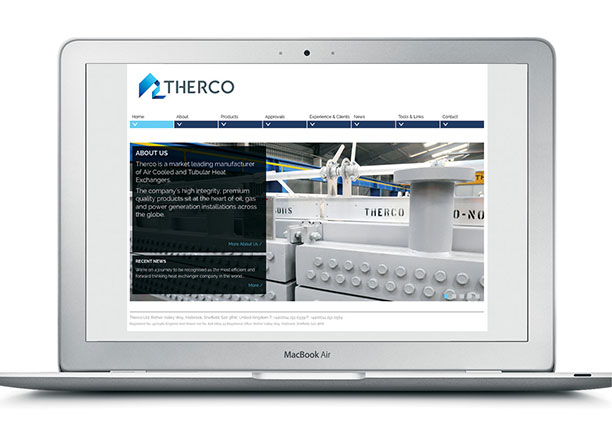 THERCO
Home About Products Approvals Experience & Clients News Tools & Links Contact
ABOUT US
Therco is a market leading manufacturer
of Air Cooled and Tubular Heat
Exchangers.
The company's high integrity, premium
quality products sit at the heart of oil, gas
and power generation installations across
the globe.
More About Us /
THERCO
O-NO
RECENT NEWS
We're on a journey to be recognised as the most efficient and
forward thinking heat exchanger company in the world...
More /
MacBook Air